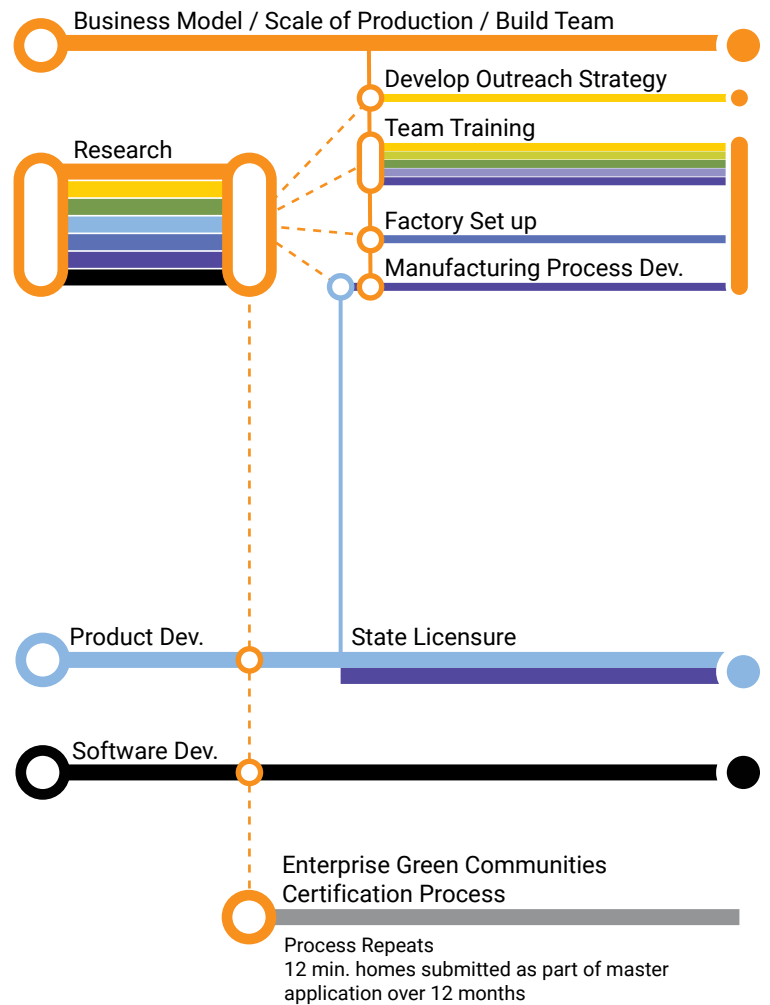 Business Model / Scale of Production / Build Team
Develop Outreach Strategy
Team Training
Research
Factory Set up
Manufacturing Process Dev.
Product Dev.
State Licensure
Software Dev.
Enterprise Green Communities
Certification Process
Process Repeats
12 min. homes submitted as part of master
application over 12 months